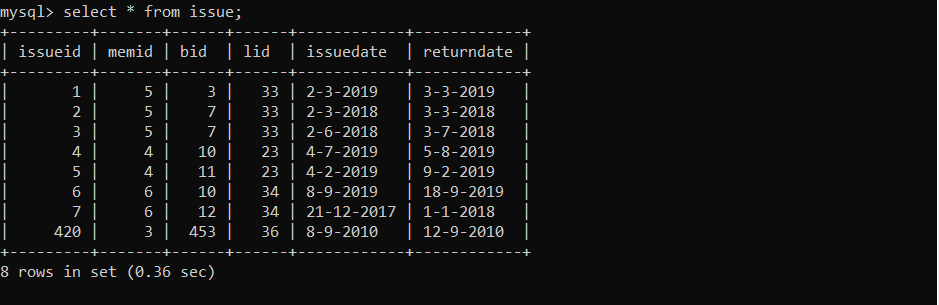 mysql> select * from issue;
+---------+-------+------+------+------------+------------+
| issueid | memid | bid  | lid  | issuedate  | returndate |
+---------+-------+------+------+------------+------------+
|       1 |     5 |    3 |   33 | 2-3-2019   | 3-3-2019   |
|       2 |     5 |    7 |   33 | 2-3-2018   | 3-3-2018   |
|       3 |     5 |    7 |   33 | 2-6-2018   | 3-7-2018   |
|       4 |     4 |   10 |   23 | 4-7-2019   | 5-8-2019   |
|       5 |     4 |   11 |   23 | 4-2-2019   | 9-2-2019   |
|       6 |     6 |   10 |   34 | 8-9-2019   | 18-9-2019  |
|       7 |     6 |   12 |   34 | 21-12-2017 | 1-1-2018   |
|     420 |     3 |  453 |   36 | 8-9-2010   | 12-9-2010  |
+---------+-------+------+------+------------+------------+
8 rows in set (0.36 sec)